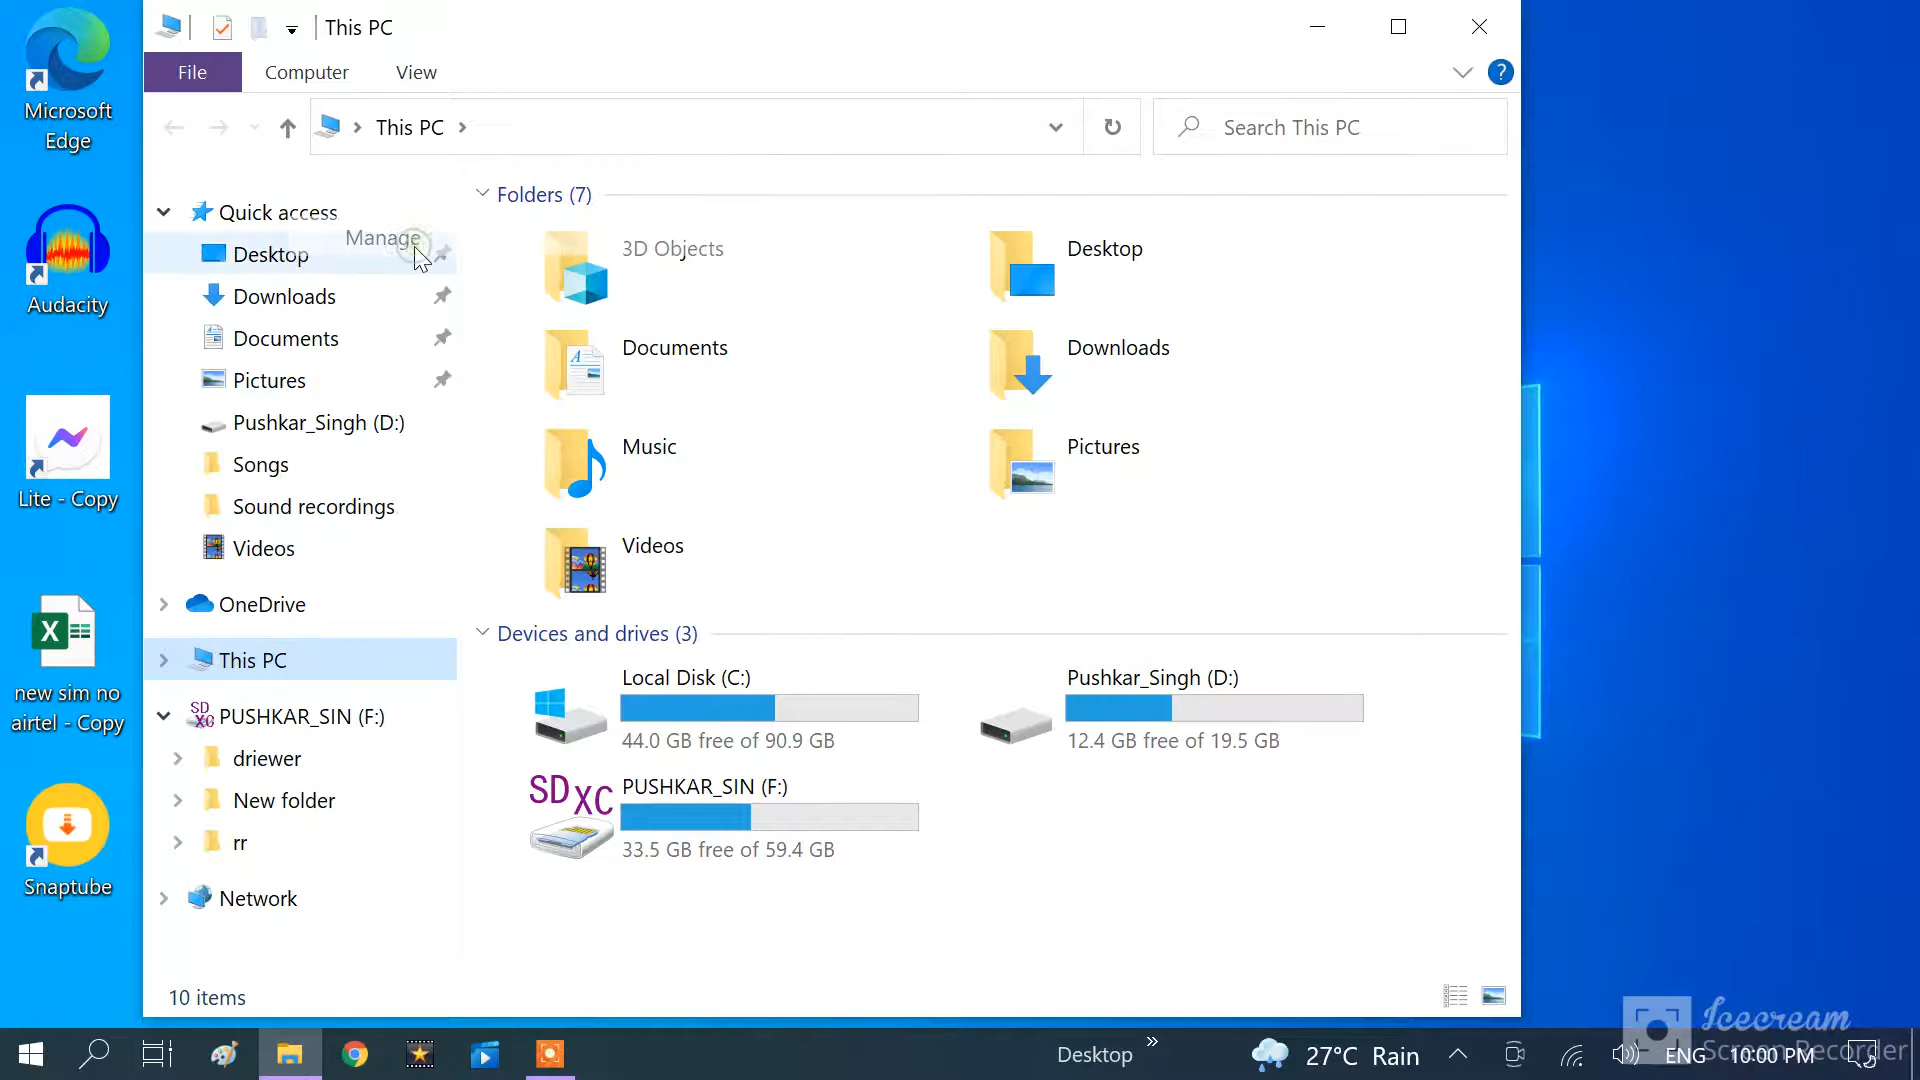 This PC
File
Computer
View
?
This PC
Search This PC
Quick access
Manage
Desktop
Downloads
Documents
Pictures
Pushkar_Singh (D:)
Songs
Sound recordings
Videos
OneDrive
This PC
SD
XC
PUSHKAR_SIN (F:)
driewer
New folder
rr
Network
Folders (7)
3D Objects
Desktop
Documents
Downloads
Music
Pictures
Videos
Devices and drives (3)
Local Disk (C:)
44.0 GB free of 90.9 GB
Pushkar_Singh (D:)
12.4 GB free of 19.5 GB
SD XC
PUSHKAR_SIN (F:)
33.5 GB free of 59.4 GB
10 items
Microsoft
Edge
Audacity
Lite - Copy
X
new sim no
airtel - Copy
Snaptube
Desktop
»
27°C Rain
ENG
10:00 PM
Icecream
Screen Recorder